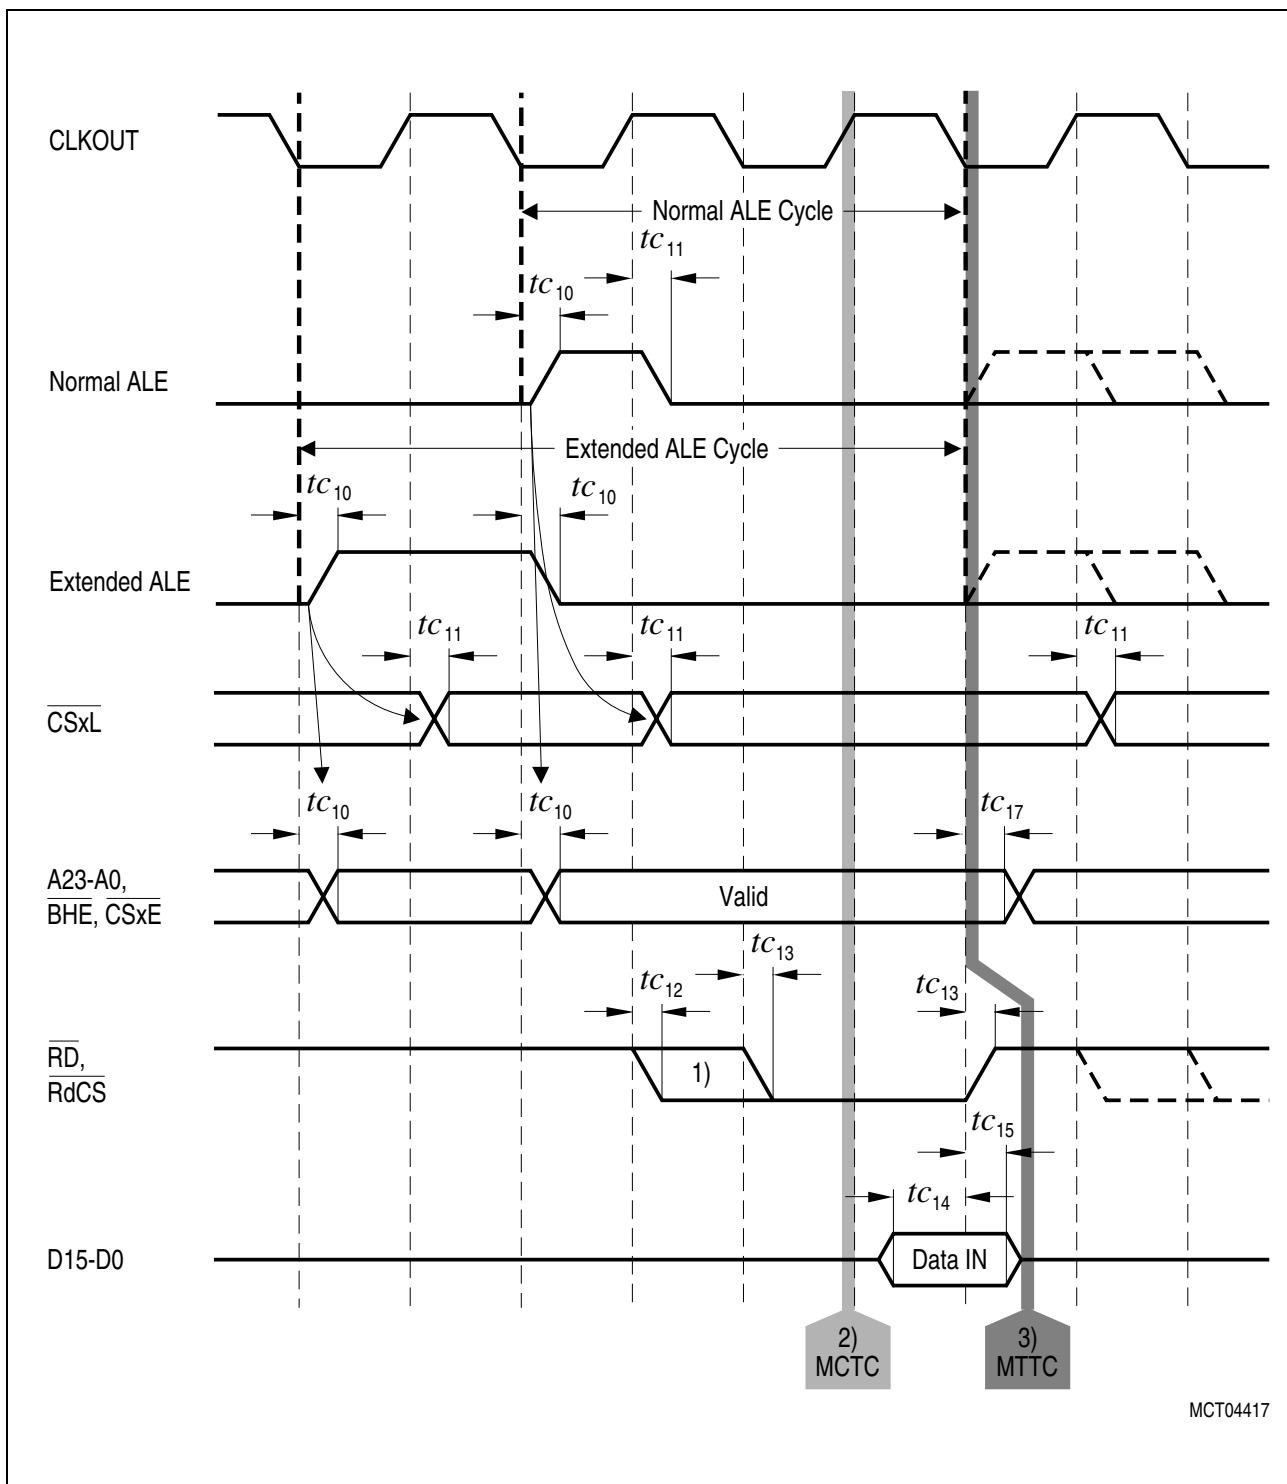 CLKOUT
Normal ALE Cycle
tc11
tc10
Normal ALE
Extended ALE Cycle
tc10
tc10
Extended ALE
tc11
tc11
tc11
CSxL
tc10
tc10
tc17
A23-A0,
BHE, CSxE
Valid
tc13
tc12
tc13
RD,
RdCS
1)
tc15
tc14
D15-D0
Data IN
2)
MCTC
3)
MTTC
MCT04417